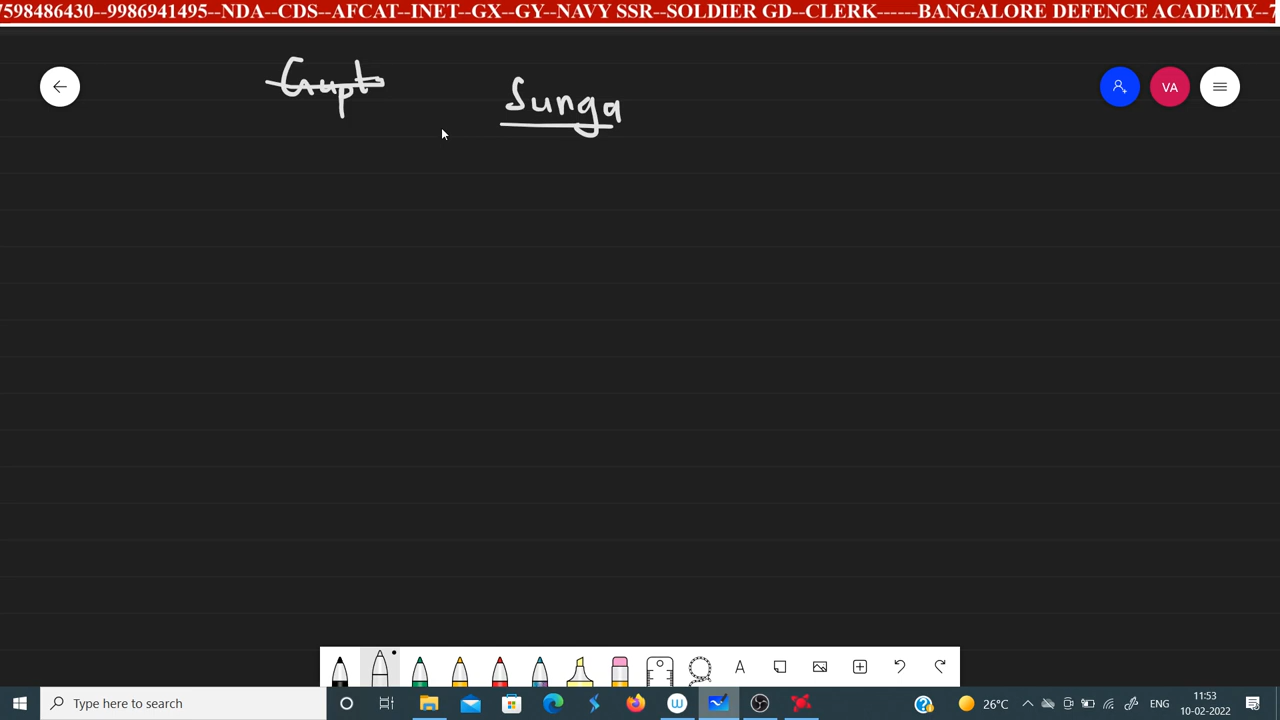 7598486430--9986941495--NDA--CDS--AFCAT--INET--GX--GY--NAVY SSR--SOLDIER GD--CLERK------BANGALORE DEFENCE ACADEMY--7
Gupt
Sunga
VA
A
Type here to search
26°C
ENG
11:53
10-02-2022